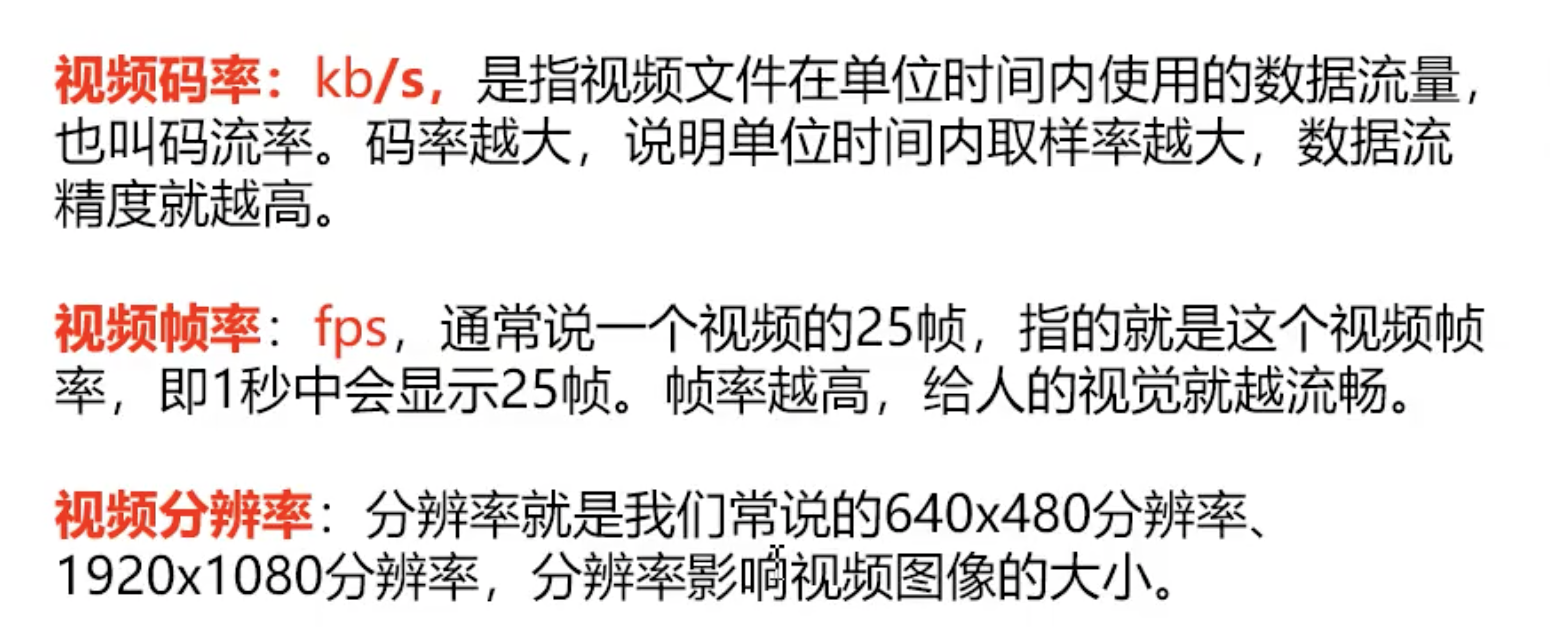 视频码率：kb/s，是指视频文件在单位时间内使用的数据流量，
也叫码流率。码率越大，说明单位时间内取样率越大，数据流
精度就越高。
视频帧率：fps，通常说一个视频的25帧，指的就是这个视频帧
率，即1秒中会显示25帧。帧率越高，给人的视觉就越流畅。
视频分辨率：分辨率就是我们常说的640x480分辨率、
1920x1080分辨率，分辨率影响视频图像的大小。